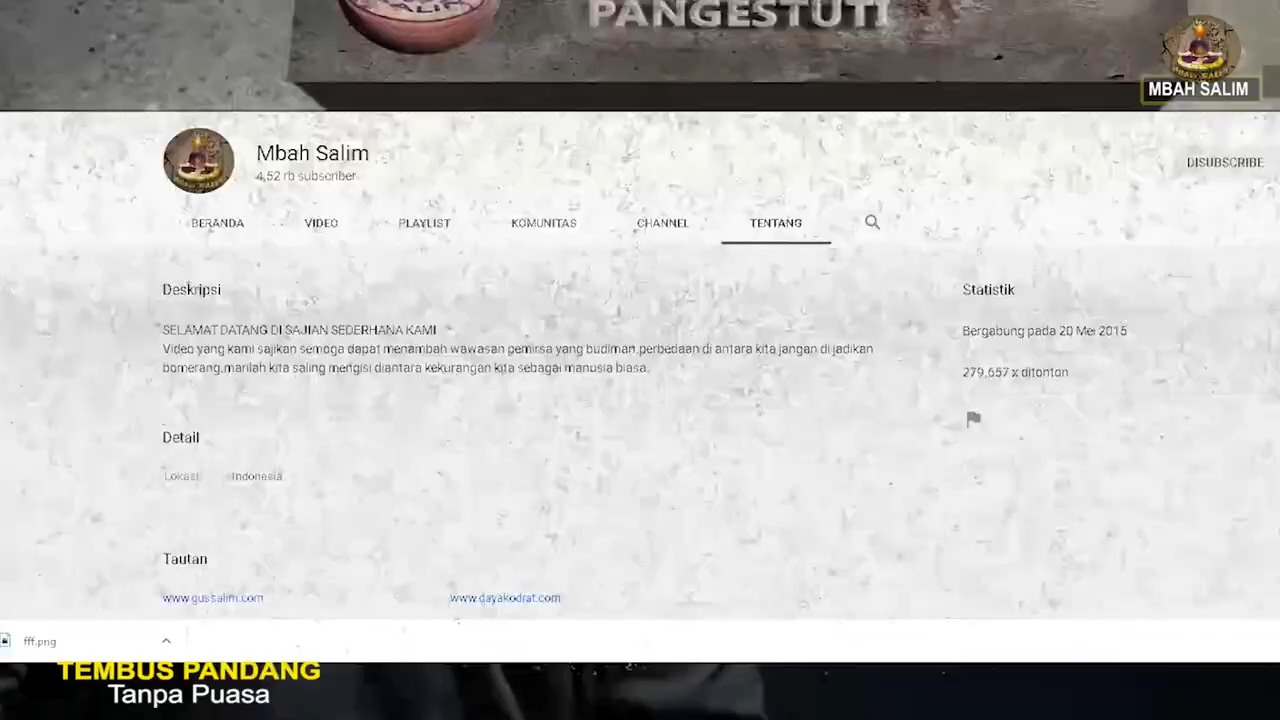 PANGESTUTI
MBAH SALIM
Mbah Salim
4,52 rb subscriber
DISUBSCRIBE
BERANDA VIDEO PLAYLIST KOMUNITAS CHANNEL TENTANG
Deskripsi
Statistik
SELAMAT DATANG DI SAJIAN SEDERHANA KAMI
Video yang kami sajikan semoga dapat menambah wawasan pemirsa yang budiman,perbedaan di antara kita jangan di jadikan
bomerang,marilah kita saling mengisi diantara kekurangan kita sebagai manusia biasa.
Bergabung pada 20 Mei 2015
279.657 x ditonton
Detail
Lokasi Indonesia
Tautan
www.gussalim.com www.dayakodrat.com
fff.png
TEMBUS PANDANG
Tanpa Puasa